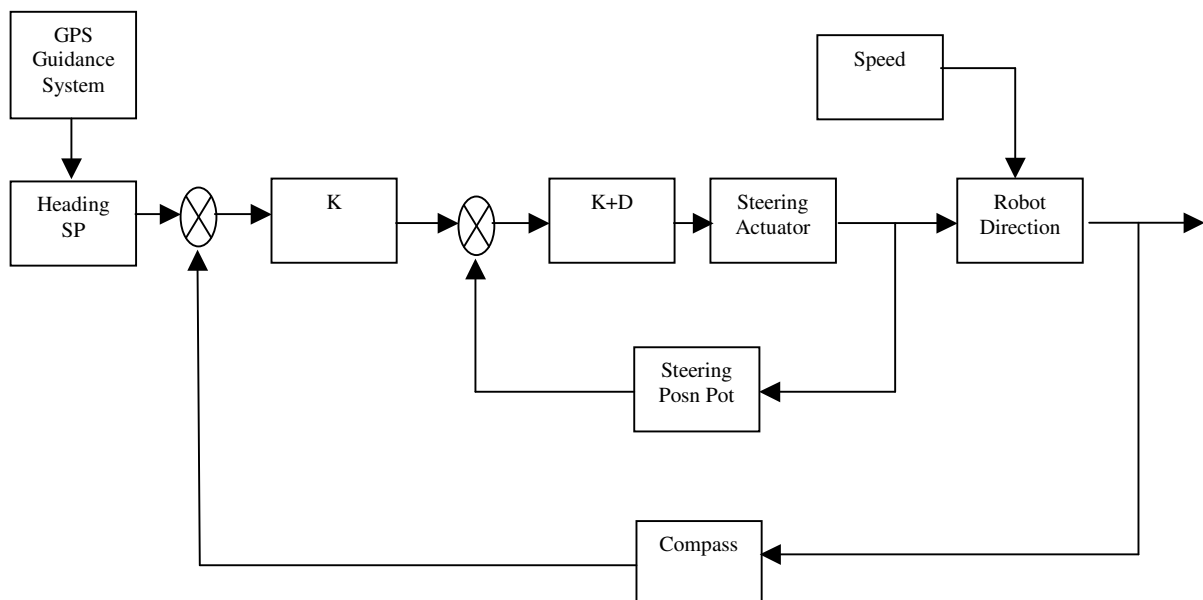 GPS
Guidance
System
Speed
Heading
SP
K
K+D
Steering
Actuator
Robot
Direction
Steering
Posn Pot
Compass